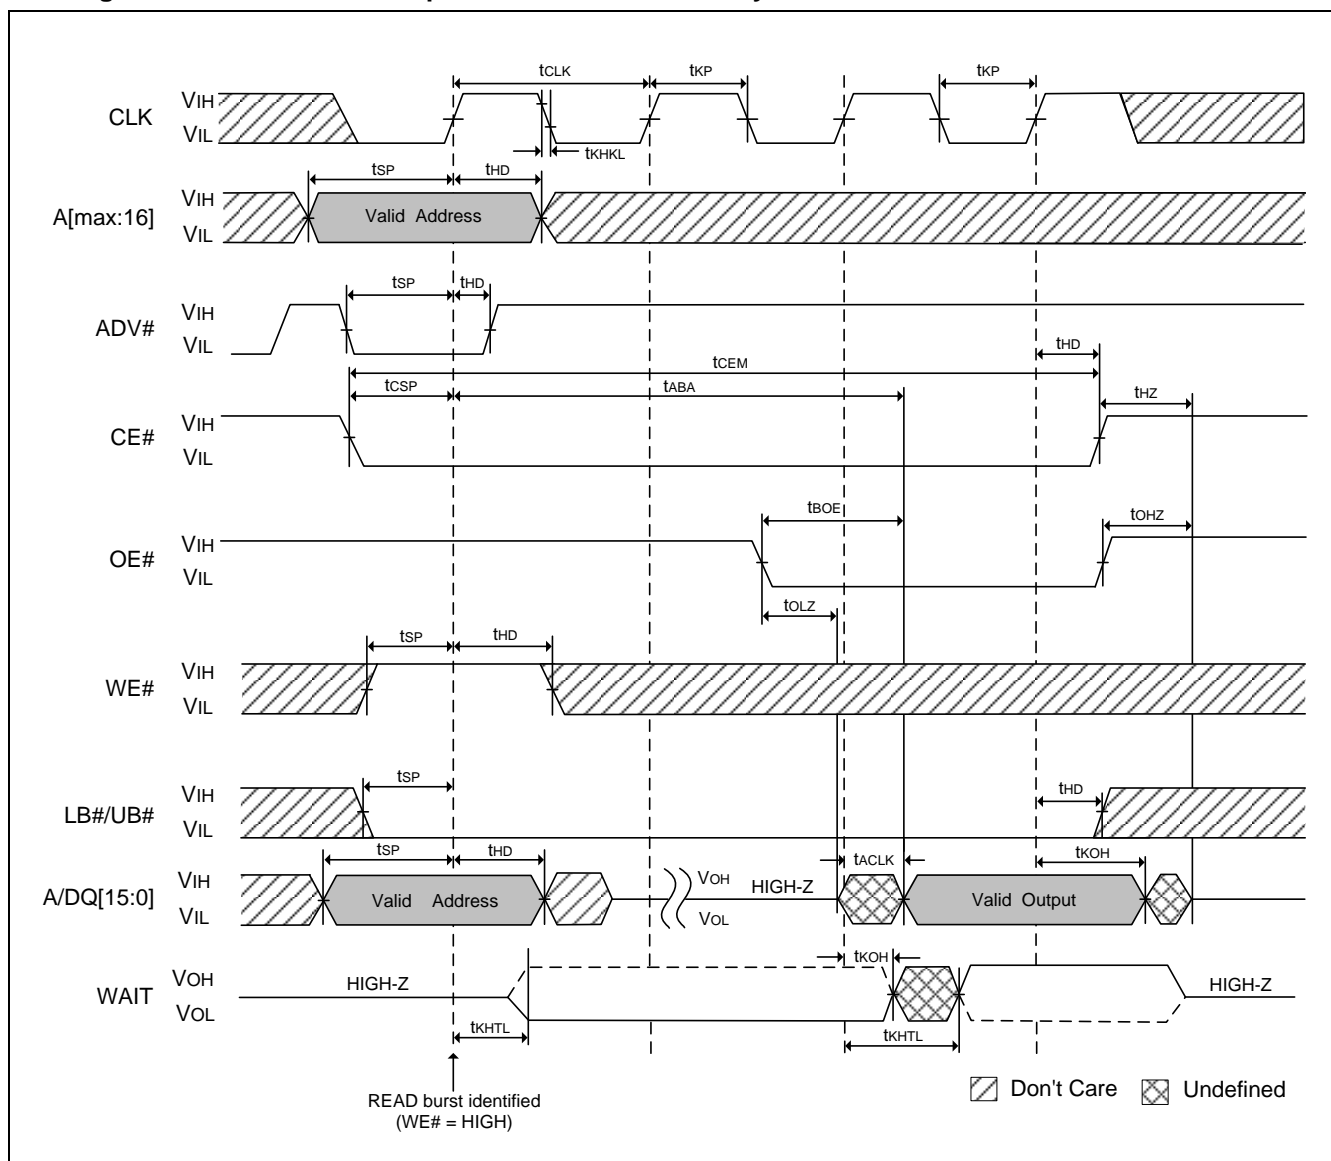 tCLK tKP tKP
CLK VIH
VIL
tKHKL
tSP tHD
A[max:16] VIH
VIL
Valid Address
tSP tHD
ADV# VIH
VIL
tHD
tCEM
tCSP tABA
tHZ
CE# VIH
VIL
tBOE
tOHZ
OE# VIH
VIL
tOLZ
tSP tHD
WE# VIH
VIL
tSP
LB#/UB# VIH
VIL
tHD
tSP tHD tACLK tKOH
A/DQ[15:0] VIH
VIL
Valid Address VOH HIGH-Z Valid Output
VOL
tKOH
WAIT VOH
VOL
HIGH-Z HIGH-Z
tKHTL tKHTL
READ burst identified
(WE# = HIGH)
Don't Care Undefined